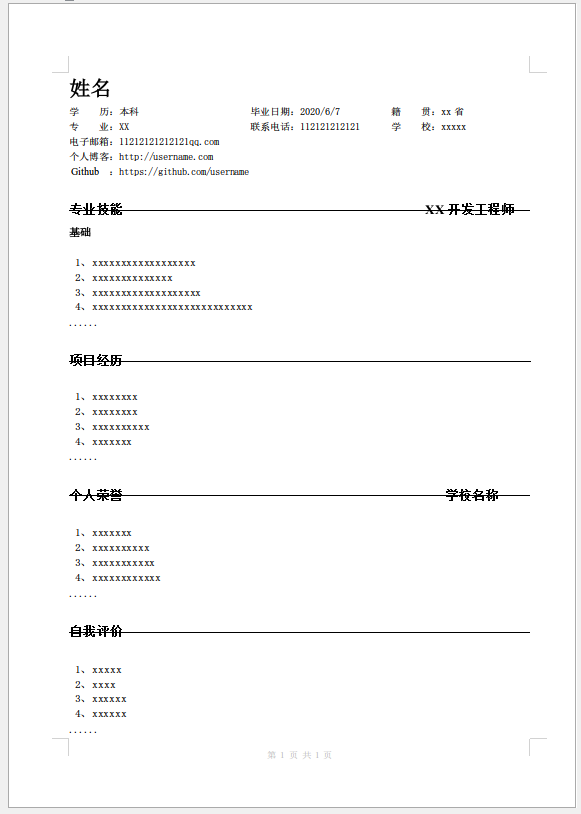 姓名
学 历：本科 毕业日期：2020/6/7 籍 贯：xx 省
专 业：XX 联系电话：112121212121 学 校：xxxxx
电子邮箱：1121212121212lqq.com
个人博客：http://username.com
Github ：https://github.com/username
专业技能 XX 开发工程师
基础
1、xxxxxxxxxxxxxxxxxx
2、xxxxxxxxxxxxxx
3、xxxxxxxxxxxxxxxxxxx
4、xxxxxxxxxxxxxxxxxxxxxxxxxxxx
......
项目经历
1、xxxxxxxx
2、xxxxxxxx
3、xxxxxxxxxx
4、xxxxxxx
......
个人荣誉 学校名称
1、xxxxxxx
2、xxxxxxxxxx
3、xxxxxxxxxxx
4、xxxxxxxxxxxx
......
自我评价
1、xxxxx
2、xxxx
3、xxxxxx
4、xxxxxx
......
第 1 页 共 1 页